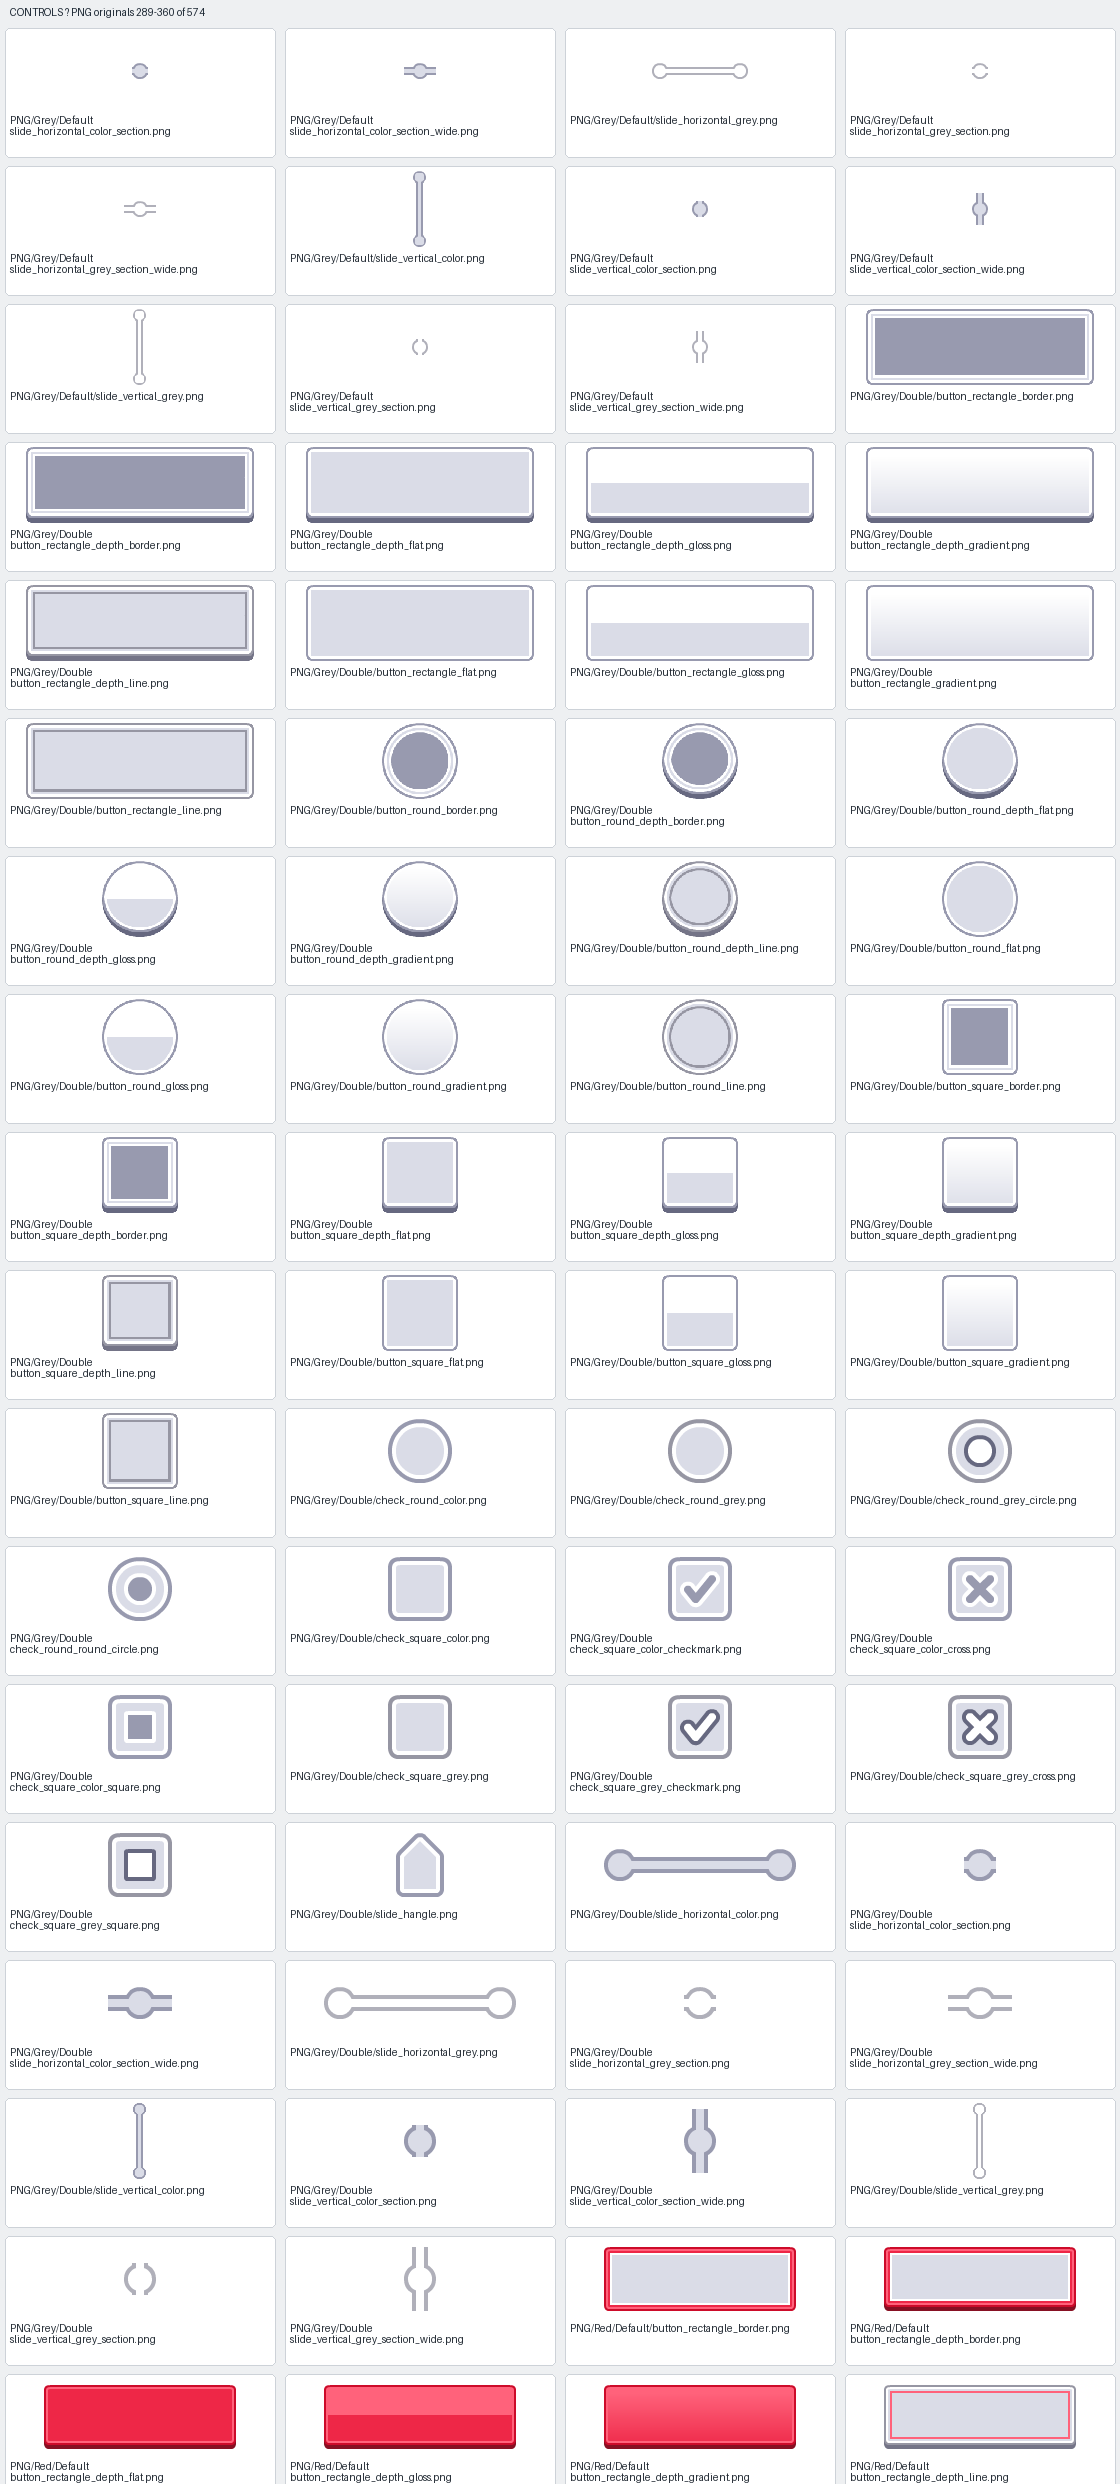 CONTROLS ? PNG originals 289-360 of 574
PNG/Grey/Default
slide_horizontal_color_section.png
PNG/Grey/Default
slide_horizontal_color_section_wide.png
PNG/Grey/Default/slide_horizontal_grey.png
PNG/Grey/Default
slide_horizontal_grey_section.png
PNG/Grey/Default
slide_horizontal_grey_section_wide.png
PNG/Grey/Default/slide_vertical_color.png
PNG/Grey/Default
slide_vertical_color_section.png
PNG/Grey/Default
slide_vertical_color_section_wide.png
PNG/Grey/Default/slide_vertical_grey.png
PNG/Grey/Default
slide_vertical_grey_section.png
PNG/Grey/Default
slide_vertical_grey_section_wide.png
PNG/Grey/Double/button_rectangle_border.png
PNG/Grey/Double
button_rectangle_depth_border.png
PNG/Grey/Double
button_rectangle_depth_flat.png
PNG/Grey/Double
button_rectangle_depth_gloss.png
PNG/Grey/Double
button_rectangle_depth_gradient.png
PNG/Grey/Double
button_rectangle_depth_line.png
PNG/Grey/Double/button_rectangle_flat.png
PNG/Grey/Double/button_rectangle_gloss.png
PNG/Grey/Double
button_rectangle_gradient.png
PNG/Grey/Double/button_rectangle_line.png
PNG/Grey/Double/button_round_border.png
PNG/Grey/Double
button_round_depth_border.png
PNG/Grey/Double/button_round_depth_flat.png
PNG/Grey/Double
button_round_depth_gloss.png
PNG/Grey/Double
button_round_depth_gradient.png
PNG/Grey/Double/button_round_depth_line.png
PNG/Grey/Double/button_round_flat.png
PNG/Grey/Double/button_round_gloss.png
PNG/Grey/Double/button_round_gradient.png
PNG/Grey/Double/button_round_line.png
PNG/Grey/Double/button_square_border.png
PNG/Grey/Double
button_square_depth_border.png
PNG/Grey/Double
button_square_depth_flat.png
PNG/Grey/Double
button_square_depth_gloss.png
PNG/Grey/Double
button_square_depth_gradient.png
PNG/Grey/Double
button_square_depth_line.png
PNG/Grey/Double/button_square_flat.png
PNG/Grey/Double/button_square_gloss.png
PNG/Grey/Double/button_square_gradient.png
PNG/Grey/Double/button_square_line.png
PNG/Grey/Double/check_round_color.png
PNG/Grey/Double/check_round_grey.png
PNG/Grey/Double/check_round_grey_circle.png
PNG/Grey/Double
check_round_round_circle.png
PNG/Grey/Double/check_square_color.png
PNG/Grey/Double
check_square_color_checkmark.png
PNG/Grey/Double
check_square_color_cross.png
PNG/Grey/Double
check_square_color_square.png
PNG/Grey/Double/check_square_grey.png
PNG/Grey/Double
check_square_grey_checkmark.png
PNG/Grey/Double/check_square_grey_cross.png
PNG/Grey/Double
check_square_grey_square.png
PNG/Grey/Double/slide_hangle.png
PNG/Grey/Double/slide_horizontal_color.png
PNG/Grey/Double
slide_horizontal_color_section.png
PNG/Grey/Double
slide_horizontal_color_section_wide.png
PNG/Grey/Double/slide_horizontal_grey.png
PNG/Grey/Double
slide_horizontal_grey_section.png
PNG/Grey/Double
slide_horizontal_grey_section_wide.png
PNG/Grey/Double/slide_vertical_color.png
PNG/Grey/Double
slide_vertical_color_section.png
PNG/Grey/Double
slide_vertical_color_section_wide.png
PNG/Grey/Double/slide_vertical_grey.png
PNG/Grey/Double
slide_vertical_grey_section.png
PNG/Grey/Double
slide_vertical_grey_section_wide.png
PNG/Red/Default/button_rectangle_border.png
PNG/Red/Default
button_rectangle_depth_border.png
PNG/Red/Default
button_rectangle_depth_flat.png
PNG/Red/Default
button_rectangle_depth_gloss.png
PNG/Red/Default
button_rectangle_depth_gradient.png
PNG/Red/Default
button_rectangle_depth_line.png